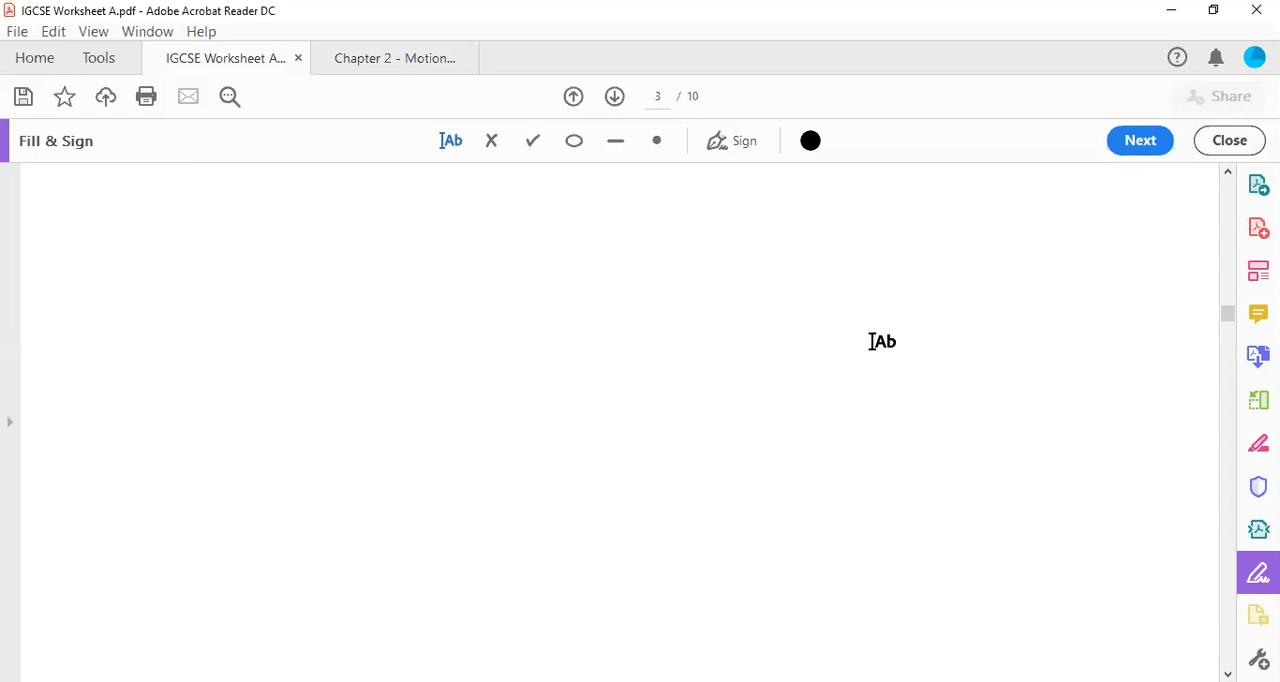 IGCSE Worksheet A.pdf - Adobe Acrobat Reader DC
File Edit View Window Help
Home Tools IGCSE Worksheet A... × Chapter 2 - Motion...
3 / 10 Share
Fill & Sign Ab Sign Next Close
Ab